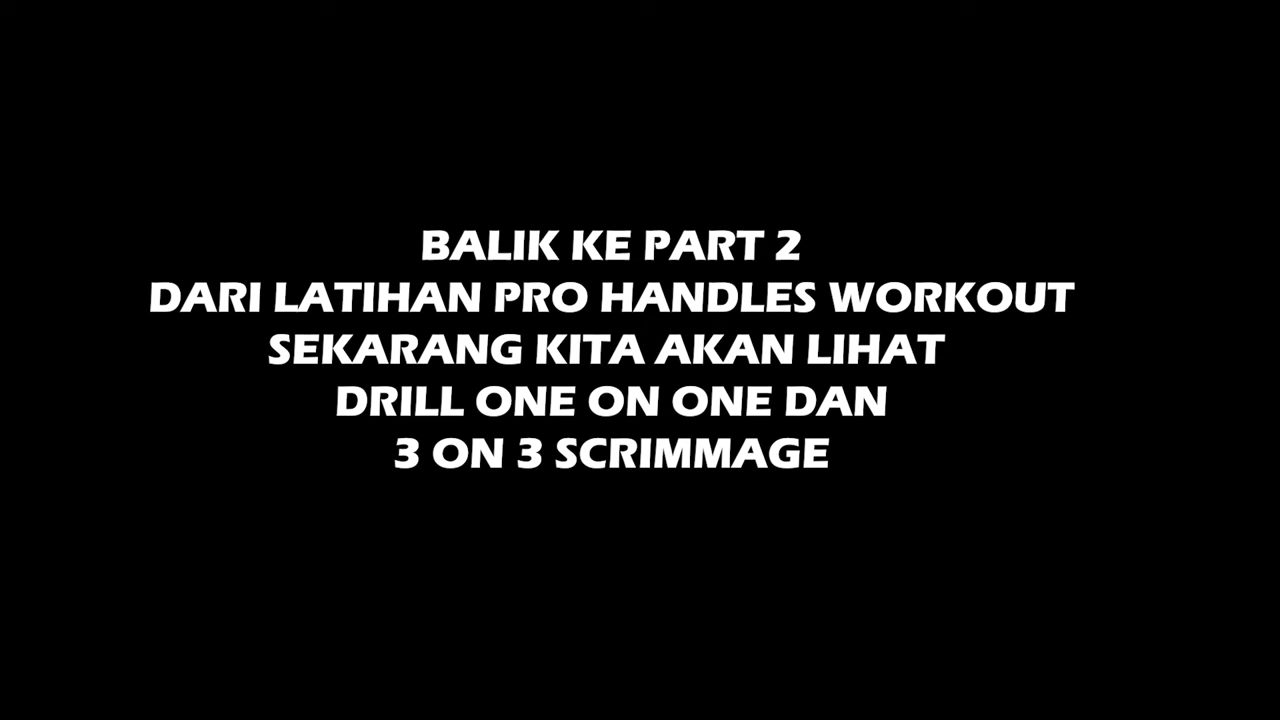 BALIK KE PART 2
DARI LATIHAN PRO HANDLES WORKOUT
SEKARANG KITA AKAN LIHAT
DRILL ONE ON ONE DAN
3 ON 3 SCRIMMAGE